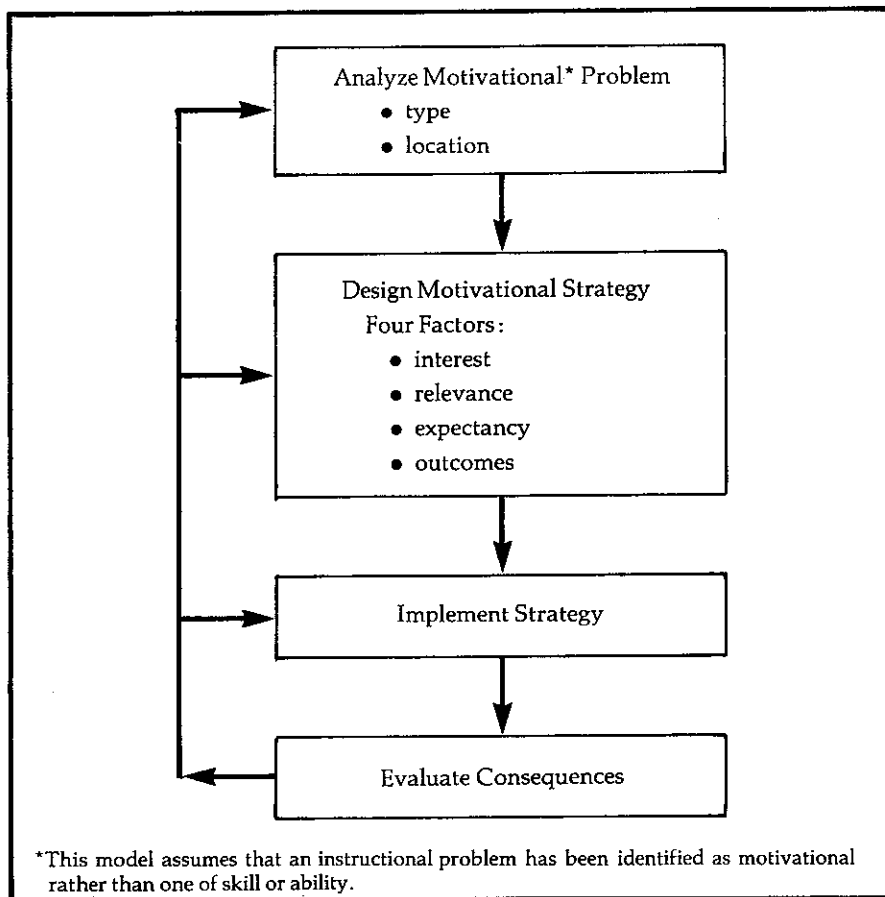 Analyze Motivational* Problem
• type
• location
Design Motivational Strategy
Four Factors:
• interest
• relevance
• expectancy
• outcomes
Implement Strategy
Evaluate Consequences
*This model assumes that an instructional problem has been identified as motivational
rather than one of skill or ability.